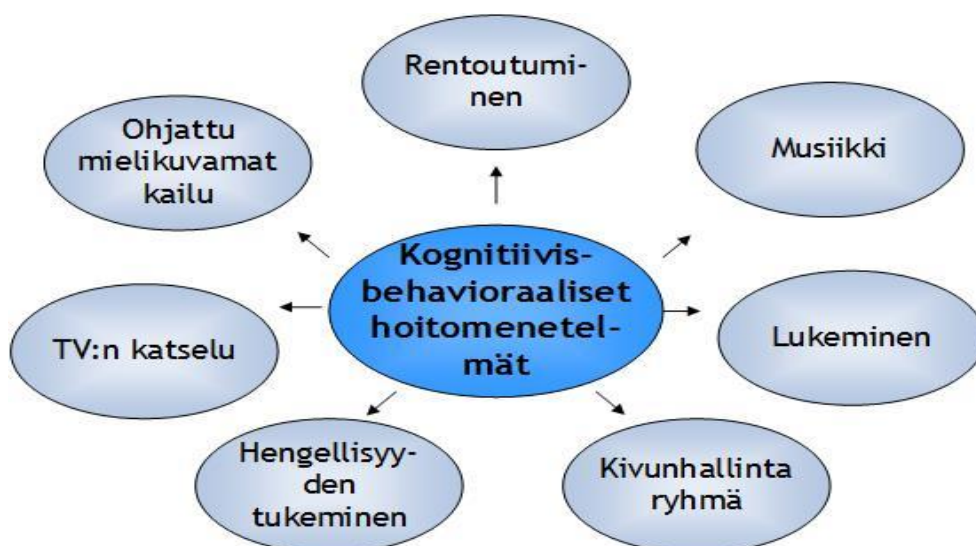 Rentoutumi-
nen
Ohjattu
mielikuvamat
kailu
Musiikki
Kognitiivis-
behavioraaliset
hoitomenetel-
mät
TV:n katselu
Lukeminen
Hengellisyy-
den
tukeminen
Kivunhallinta
ryhmä